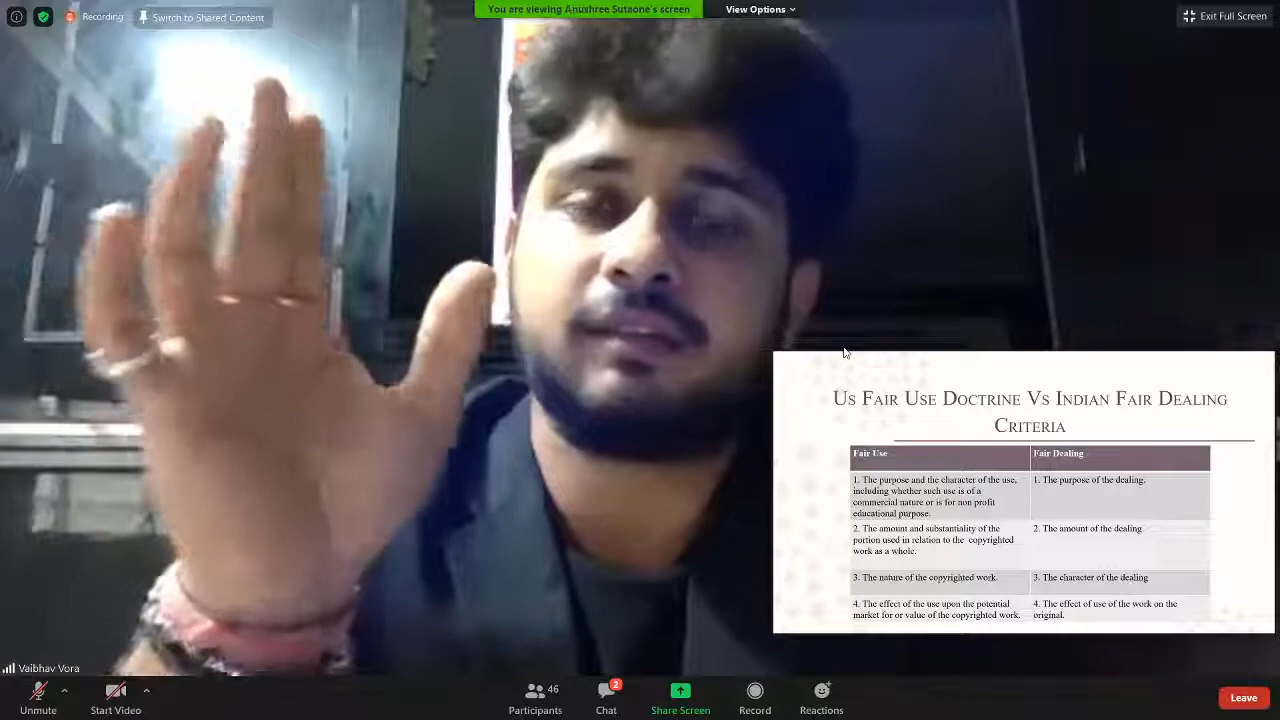 Recording
Switch to Shared Content
You are viewing Anushree Sutaone's screen
View Options
Exit Full Screen
US FAIR USE DOCTRINE VS INDIAN FAIR DEALING
CRITERIA
Fair Use
Fair Dealing
1. The purpose and the character of the use,
including whether such use is of a
commercial nature or is for non profit
educational purpose.
1. The purpose of the dealing.
2. The amount and substantiality of the
portion used in relation to the copyrighted
work as a whole.
2. The amount of the dealing.
3. The nature of the copyrighted work.
3. The character of the dealing
4. The effect of the use upon the potential
market for or value of the copyrighted work.
4. The effect of use of the work on the
original.
Vaibhav Vora
Unmute
Start Video
46
Participants
2
Chat
Share Screen
Record
Reactions
Leave